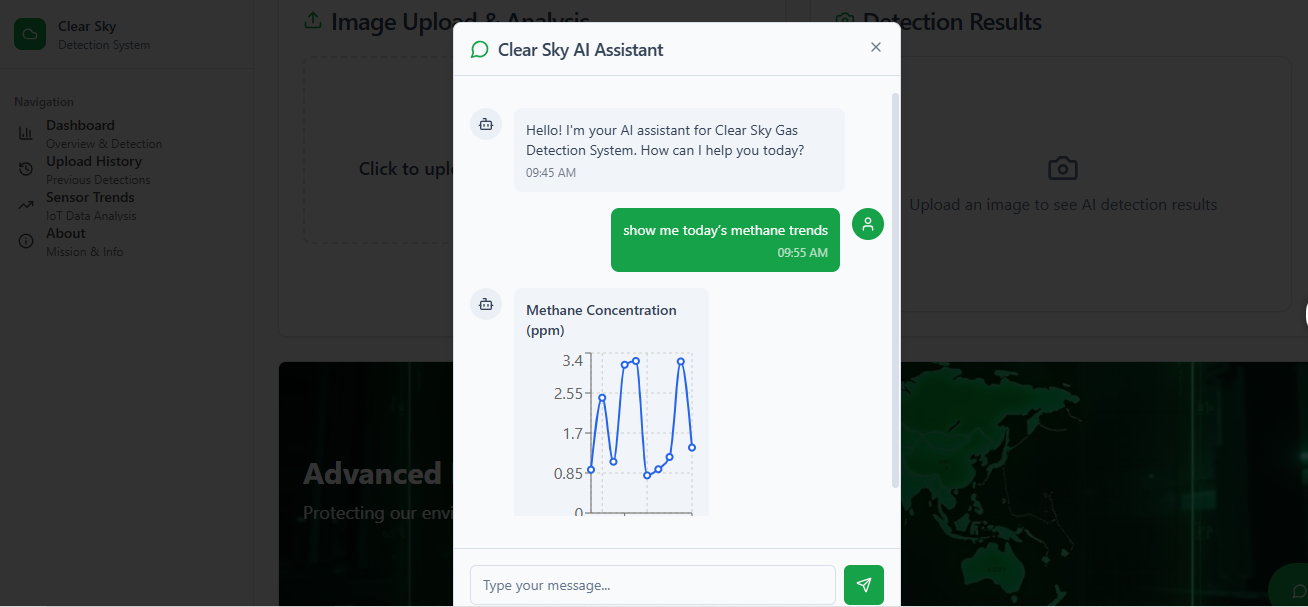 Clear Sky
Detection System
Navigation
Dashboard
Overview & Detection
Upload History
Previous Detections
Sensor Trends
IoT Data Analysis
About
Mission & Info
Image Upload & Analysis
Click to uplo
Detection Results
Upload an image to see AI detection results
Advanced
Protecting our envi
Clear Sky AI Assistant
Hello! I'm your AI assistant for Clear Sky Gas
Detection System. How can I help you today?
09:45 AM
show me today's methane trends
09:55 AM
Methane Concentration
(ppm)
3.4
2.55
1.7
0.85
0
Type your message...